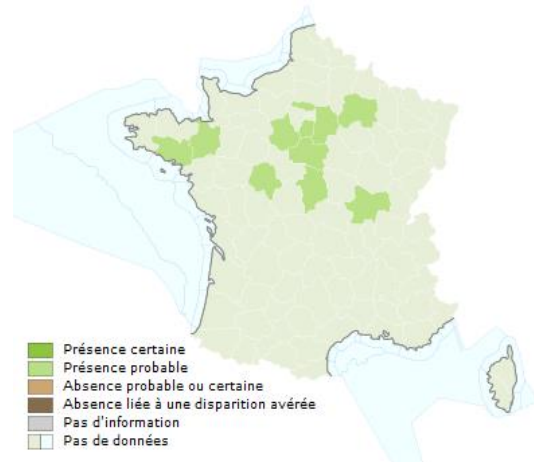 Présence certaine
Présence probable
Absence probable ou certaine
Absence liée à une disparition avérée
Pas d'information
Pas de données